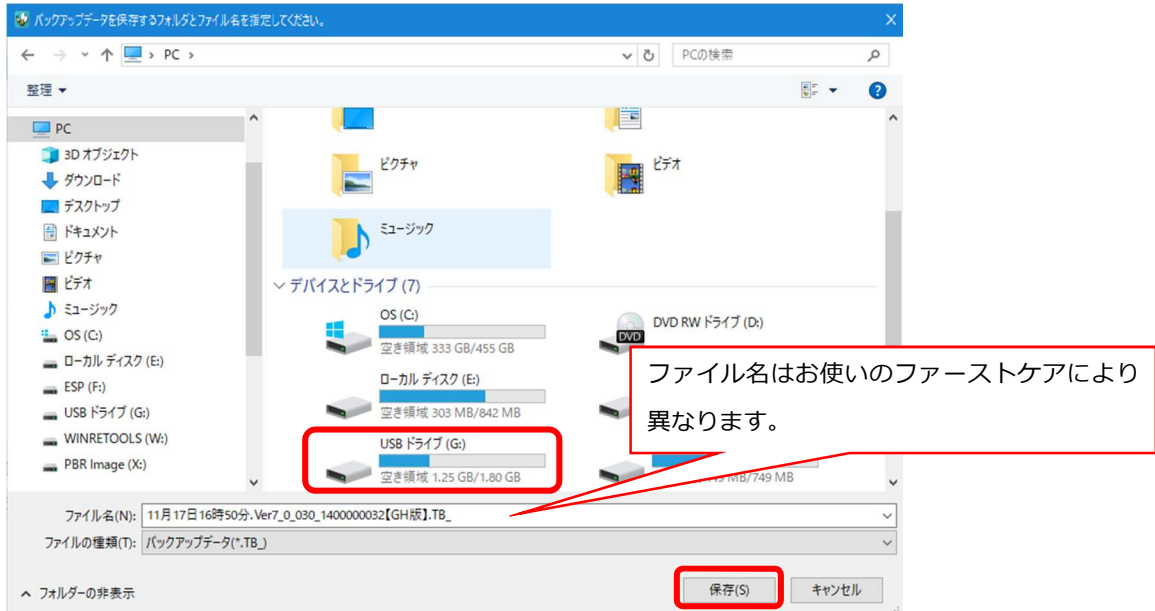 バックアップデータを保存するフォルダとファイル名を指定してください。
PC
PCの検索
整理
PC
3D オブジェクト
ダウンロード
デスクトップ
ドキュメント
ピクチャ
ビデオ
ミュージック
OS (C:)
ローカル ディスク (E:)
ESP (F:)
USB ドライブ (G:)
WINRETOOLS (W:)
PBR Image (X:)
ピクチャ
ビデオ
ミュージック
デバイスとドライブ (7)
OS (C:)
空き領域 333 GB/455 GB
DVD RW ドライブ (D:)
DVD
ローカル ディスク (E:)
空き領域 303 MB/842 MB
USB ドライブ (G:)
空き領域 1.25 GB/1.80 GB
MB/749 MB
ファイル名はお使いのファーストケアにより
異なります。
ファイル名(N): 11月17日16時50分.Ver7_0_030_1400000032【GH版】.TB_
ファイルの種類(T): バックアップデータ(*.TB_)
フォルダーの非表示
保存(S)
キャンセル